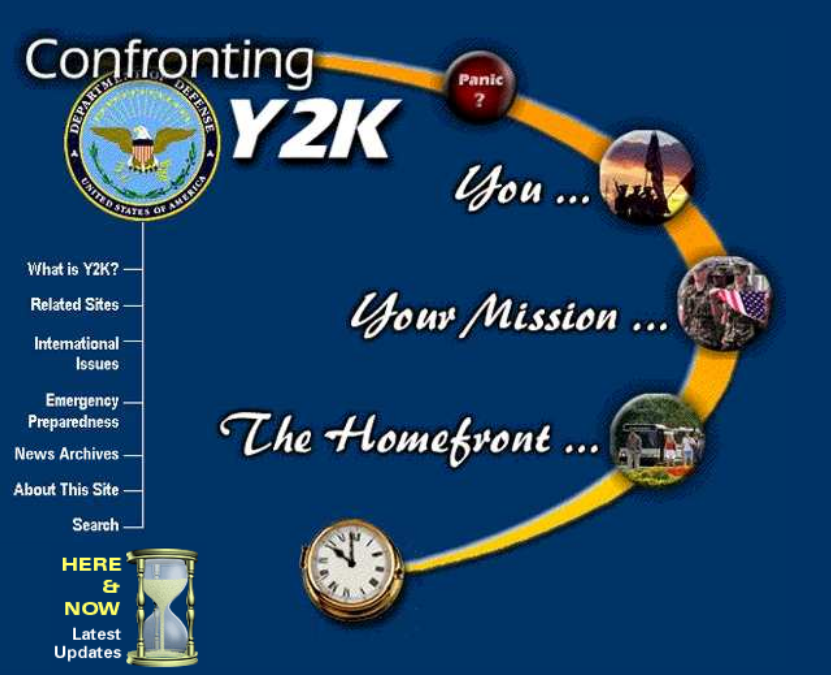 Confronting
Y2K
DEPARTMENT OF DEFENSE
UNITED STATES OF AMERICA
Panic
?
You ...
Your Mission ...
The Homefront ...
What is Y2K?
Related Sites
International
Issues
Emergency
Preparedness
News Archives
About This Site
Search
HERE
&
NOW
Latest
Updates